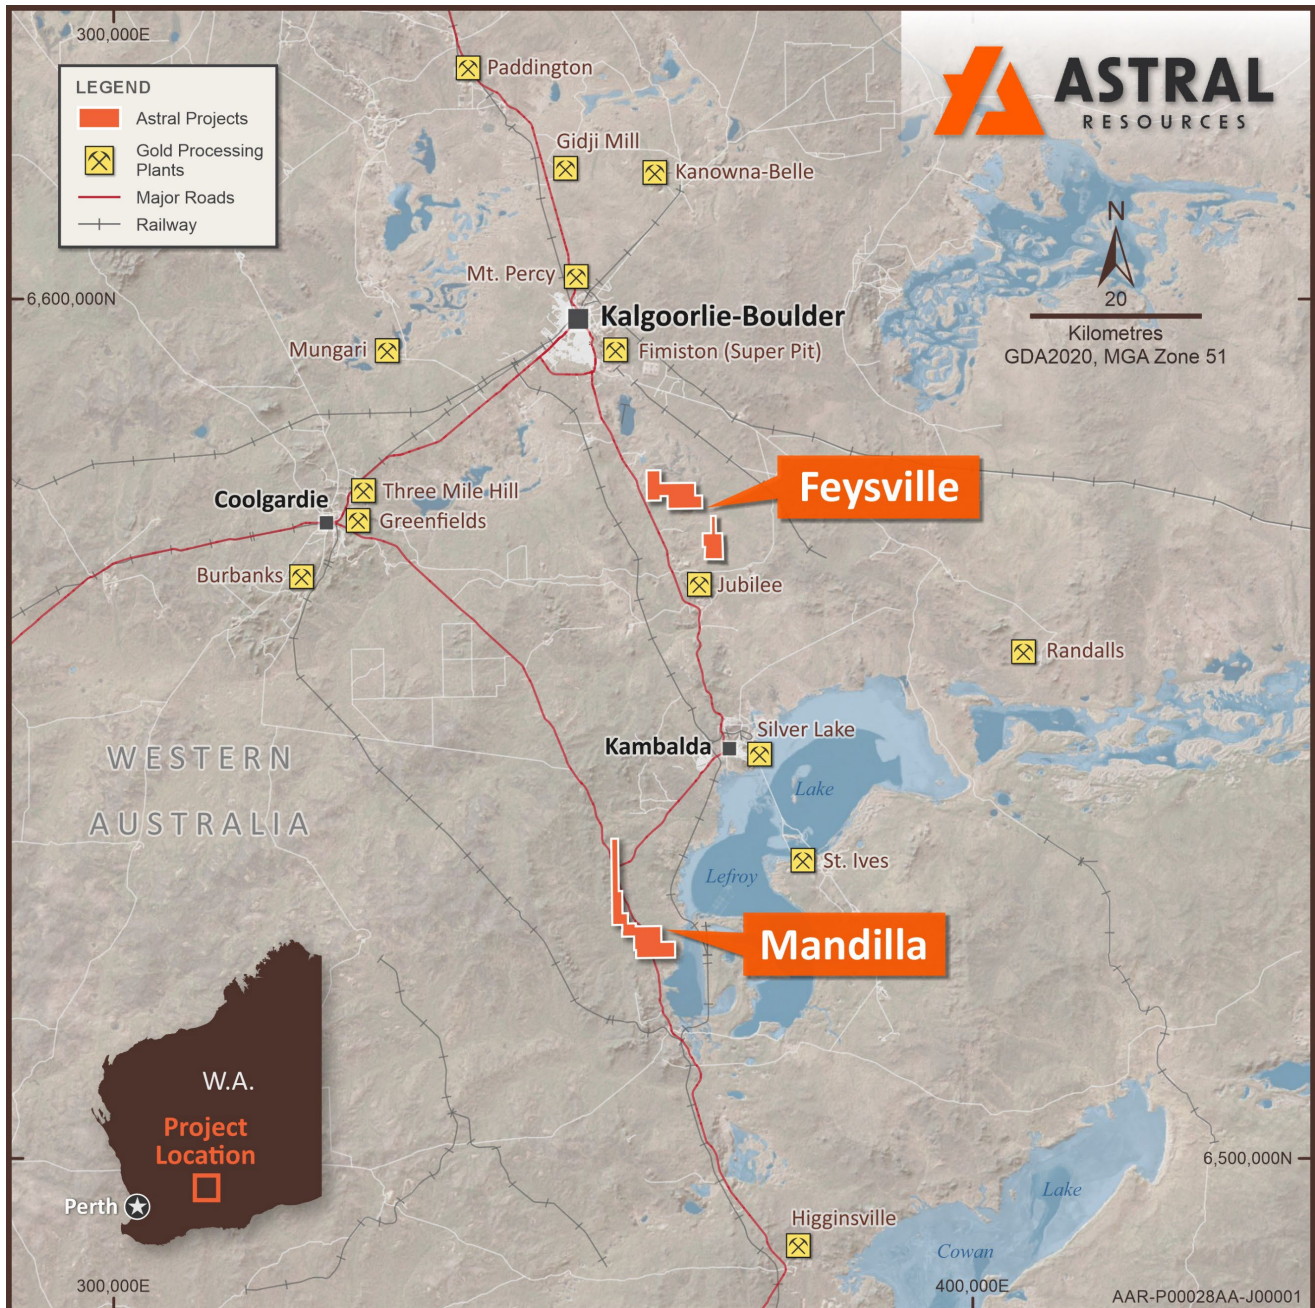 300,000E
ASTRAL
RESOURCES
LEGEND
Astral Projects
Gold Processing
Plants
Major Roads
Railway
Paddington
Gidji Mill
Kanowna-Belle
N
20
Kilometres
GDA2020, MGA Zone 51
Mt. Percy
6,600,000N
Kalgoorlie-Boulder
Mungari
Fimiston (Super Pit)
Feysville
Coolgardie
Three Mile Hill
Greenfields
Burbanks
Jubilee
Randalls
Silver Lake
Kambalda
WESTERN
AUSTRALIA
Lake
Lefroy
St. Ives
Mandilla
W.A.
Project
Location
Perth
6,500,000N
Lake
Cowan
Higginsville
300,000E
400,000E
AAR-P00028AA-J00001